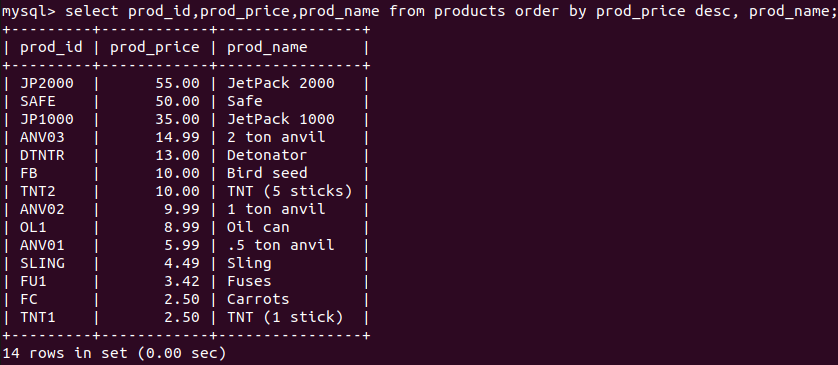 mysql> select prod_id,prod_price,prod_name from products order by prod_price desc, prod_name;
+---------+------------+----------------+
| prod_id | prod_price | prod_name      |
+---------+------------+----------------+
| JP2000  |      55.00 | JetPack 2000   |
| SAFE    |      50.00 | Safe           |
| JP1000  |      35.00 | JetPack 1000   |
| ANV03   |      14.99 | 2 ton anvil    |
| DTNTR   |      13.00 | Detonator      |
| FB      |      10.00 | Bird seed      |
| TNT2    |      10.00 | TNT (5 sticks) |
| ANV02   |       9.99 | 1 ton anvil    |
| OL1     |       8.99 | Oil can        |
| ANV01   |       5.99 | .5 ton anvil   |
| SLING   |       4.49 | Sling          |
| FU1     |       3.42 | Fuses          |
| FC      |       2.50 | Carrots        |
| TNT1    |       2.50 | TNT (1 stick)  |
+---------+------------+----------------+
14 rows in set (0.00 sec)